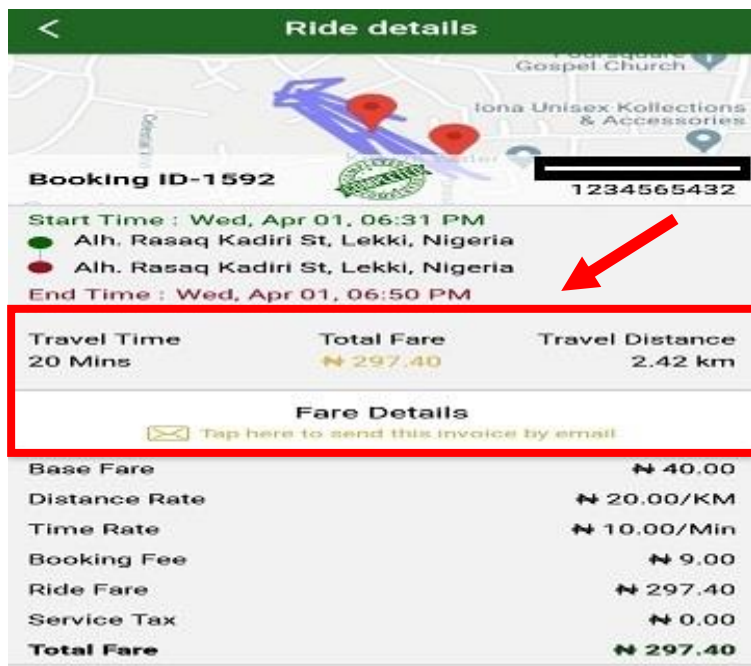 < Ride details
Gospel Church
Iona Unisex Kollections
& Accessories
Booking ID-1592
1234565432
Start Time : Wed, Apr 01, 06:31 PM
Alh. Rasaq Kadiri St, Lekki, Nigeria
Alh. Rasaq Kadiri St, Lekki, Nigeria
End Time : Wed, Apr 01, 06:50 PM
Travel Time Total Fare Travel Distance
20 Mins ₦ 297.40 2.42 km
Fare Details
Tap here to send this invoice by email
Base Fare ₦ 40.00
Distance Rate ₦ 20.00/KM
Time Rate ₦ 10.00/Min
Booking Fee ₦ 9.00
Ride Fare ₦ 297.40
Service Tax ₦ 0.00
Total Fare ₦ 297.40